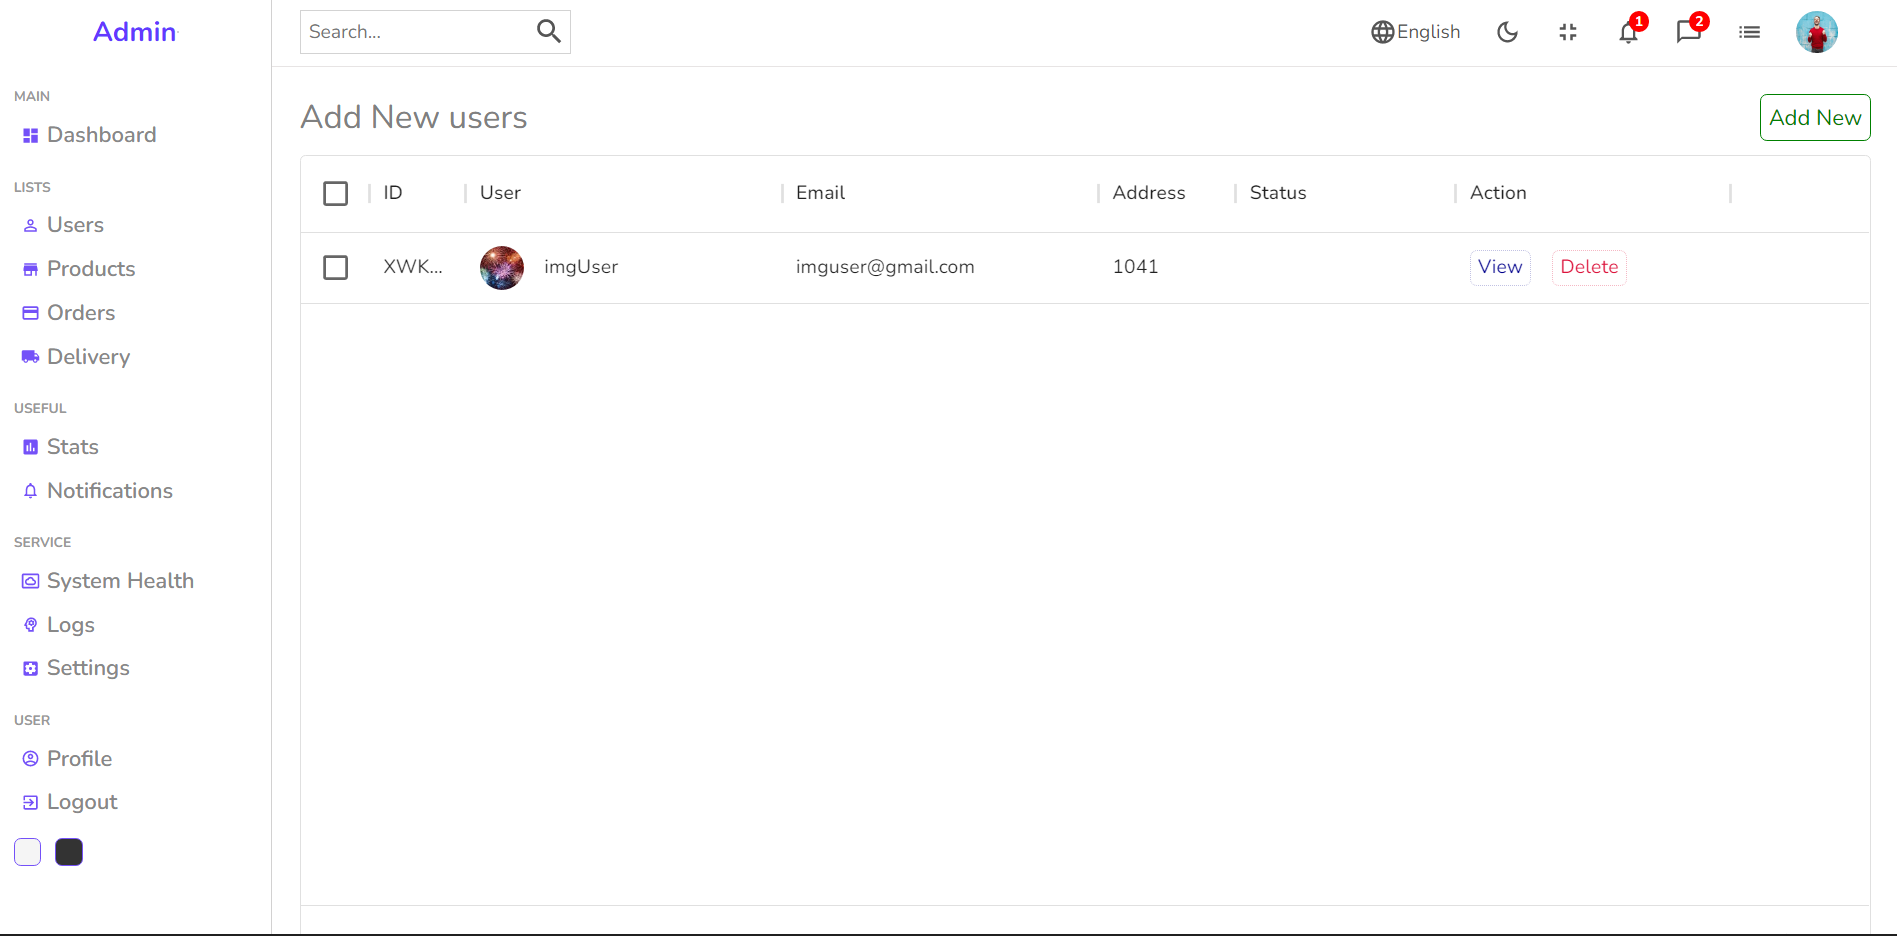 Admin
MAIN
Dashboard
LISTS
Users
Products
Orders
Delivery
USEFUL
Stats
Notifications
SERVICE
System Health
Logs
Settings
USER
Profile
Logout
Search...
English
1
2
Add New users
Add New
ID User Email Address Status Action
XWK... imgUser imguser@gmail.com 1041 View Delete